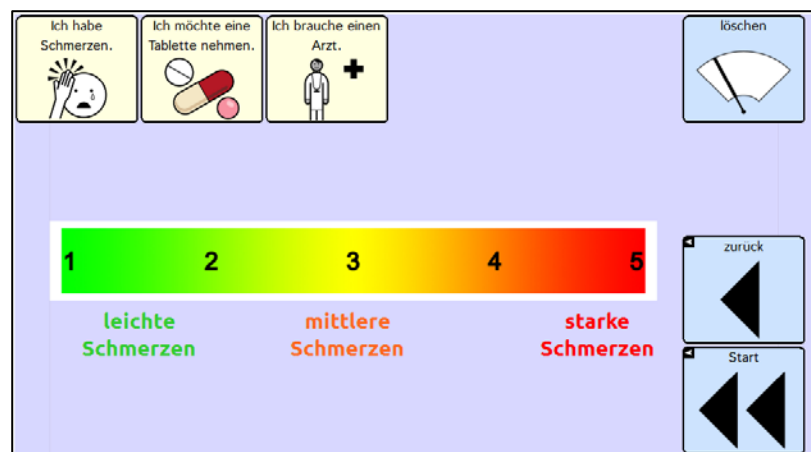 Ich habe
Schmerzen.
Ich möchte eine
Tablette nehmen.
Ich brauche einen
Arzt.
löschen
1 2 3 4 5
leichte
Schmerzen
mittlere
Schmerzen
starke
Schmerzen
zurück
Start